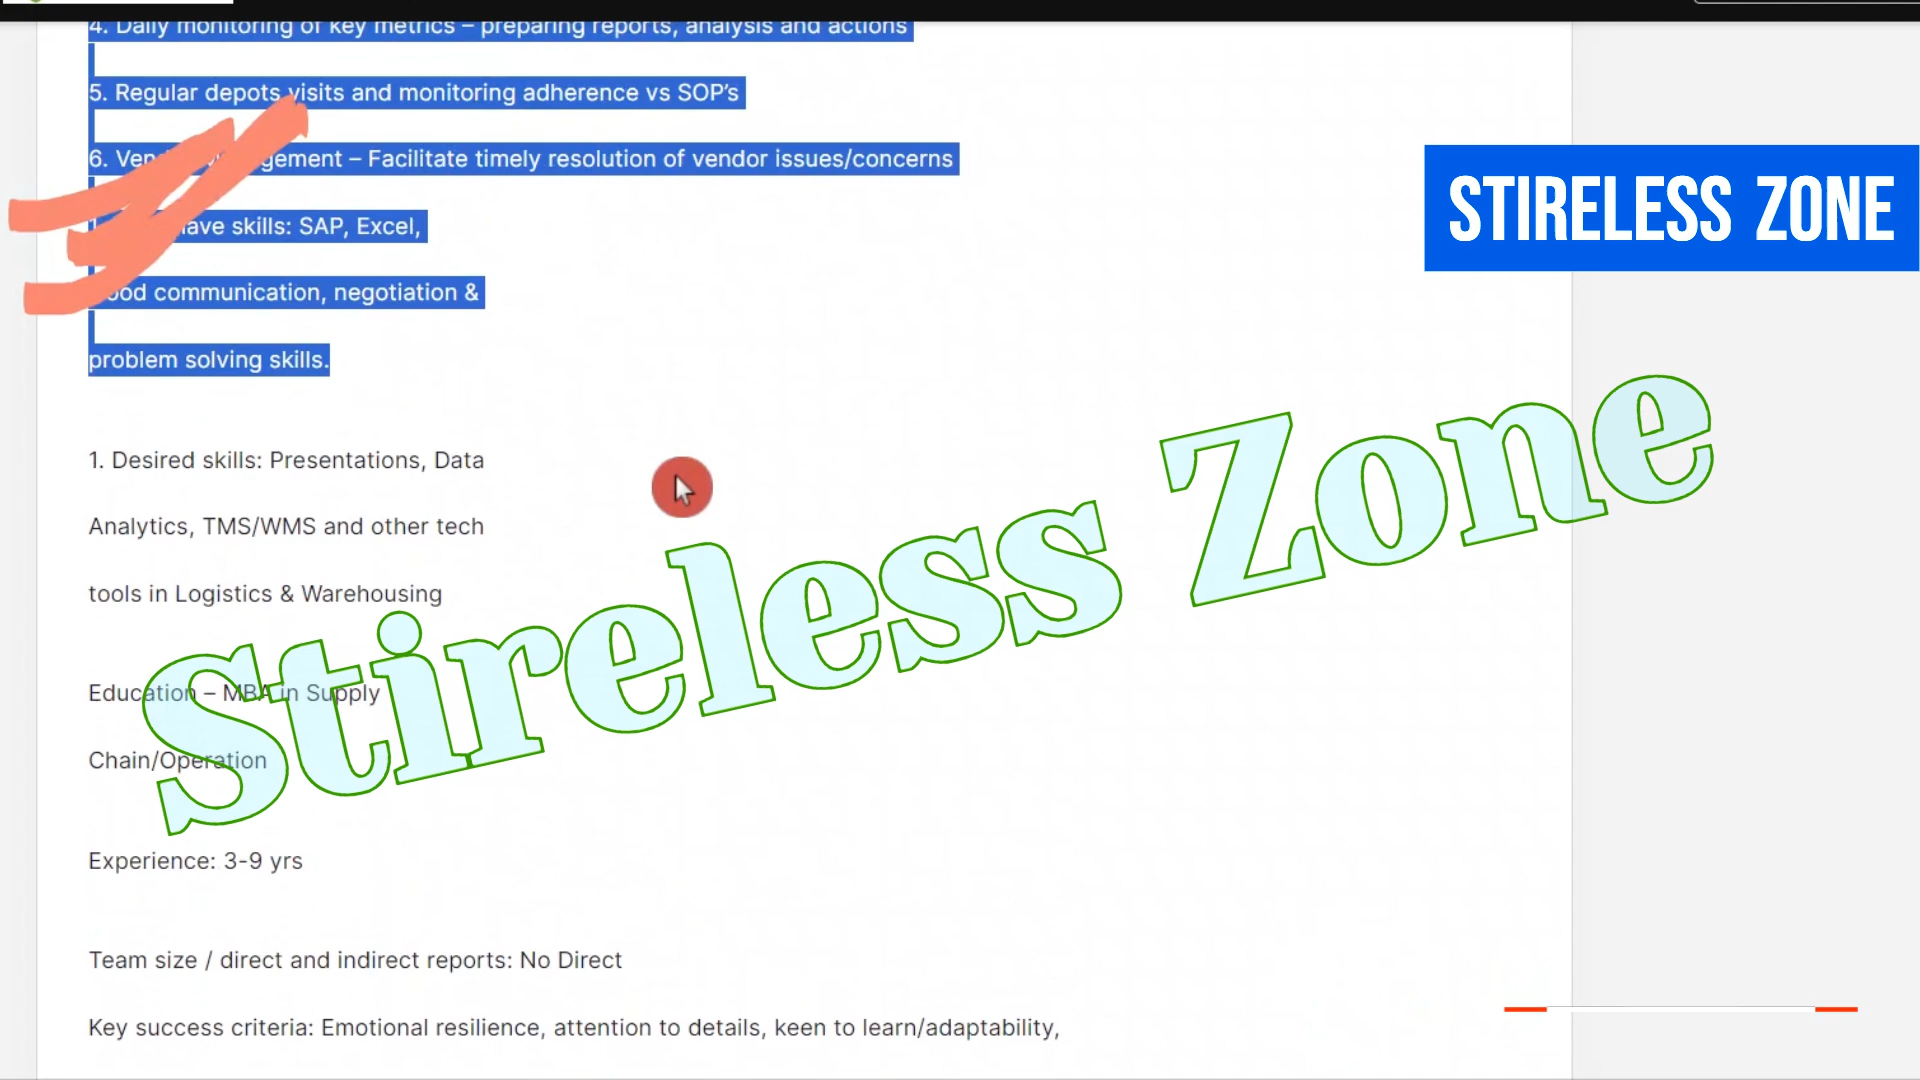 4. Daily monitoring of key metrics – preparing reports, analysis and actions
5. Regular depots visits and monitoring adherence vs SOP's
6. Vendor Management – Facilitate timely resolution of vendor issues/concerns
STIRELESS ZONE
have skills: SAP, Excel,
good communication, negotiation &
problem solving skills.
1. Desired skills: Presentations, Data
Analytics, TMS/WMS and other tech
tools in Logistics & Warehousing
Stireless Zone
Education – MBA in Supply
Chain/Operation
Experience: 3-9 yrs
Team size / direct and indirect reports: No Direct
Key success criteria: Emotional resilience, attention to details, keen to learn/adaptability,